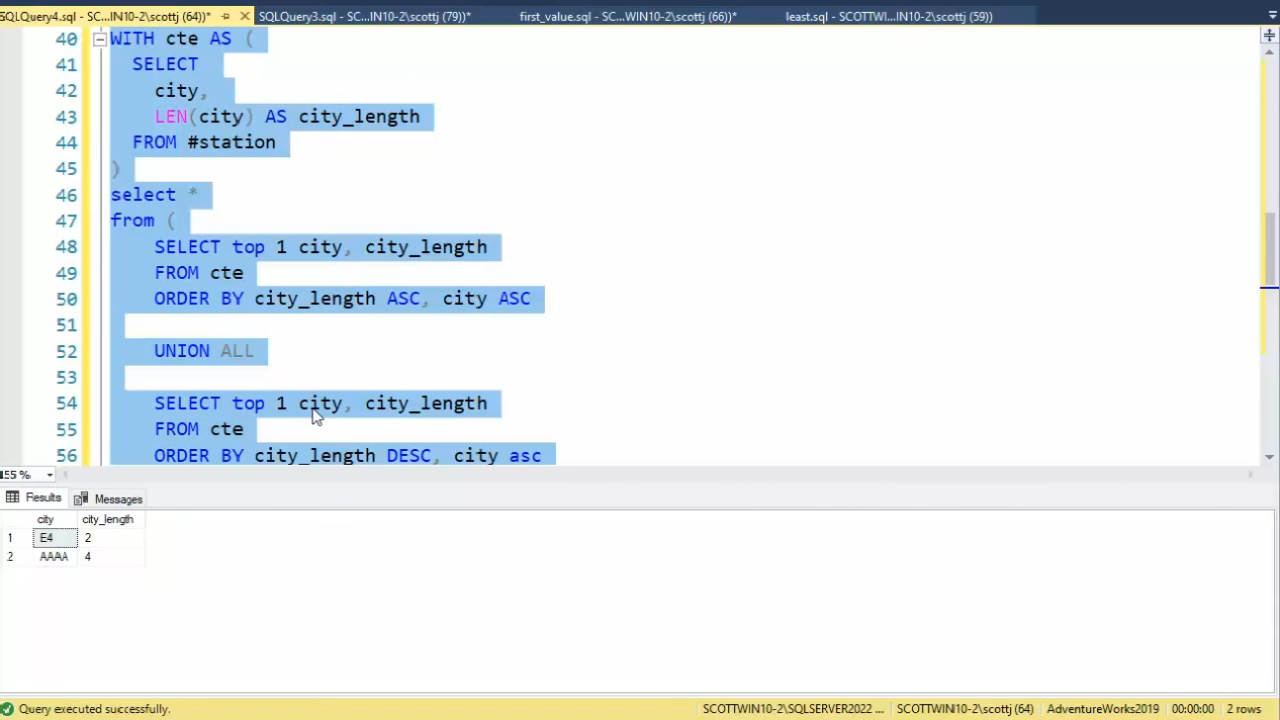 SQLQuery4.sql - SC...IN10-2\scottj (64))* SQLQuery3.sql - SC...IN10-2\scottj (79))* first_value.sql - SC...WIN10-2\scottj (66))* least.sql - SCOTTWI...IN10-2\scottj (59))
40 WITH cte AS (
41 SELECT
42 city,
43 LEN(city) AS city_length
44 FROM #station
45 )
46 select *
47 from (
48 SELECT top 1 city, city_length
49 FROM cte
50 ORDER BY city_length ASC, city ASC
51
52 UNION ALL
53
54 SELECT top 1 city, city_length
55 FROM cte
56 ORDER BY city_length DESC, city asc
55 %
Results Messages
city city_length
1 E4 2
2 AAAA 4
Query executed successfully. SCOTTWIN10-2\SQLSERVER2022 ... SCOTTWIN10-2\scottj (64) AdventureWorks2019 00:00:00 2 rows